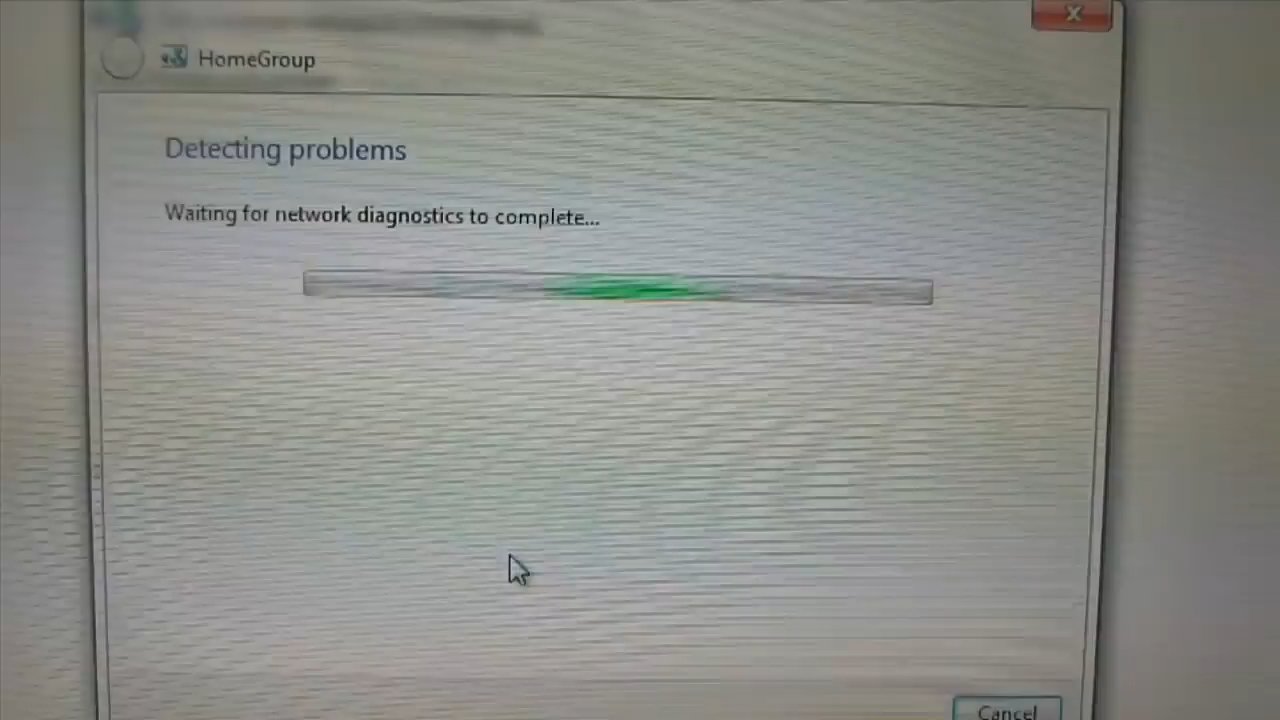 HomeGroup
Detecting problems
Waiting for network diagnostics to complete...
Cancel